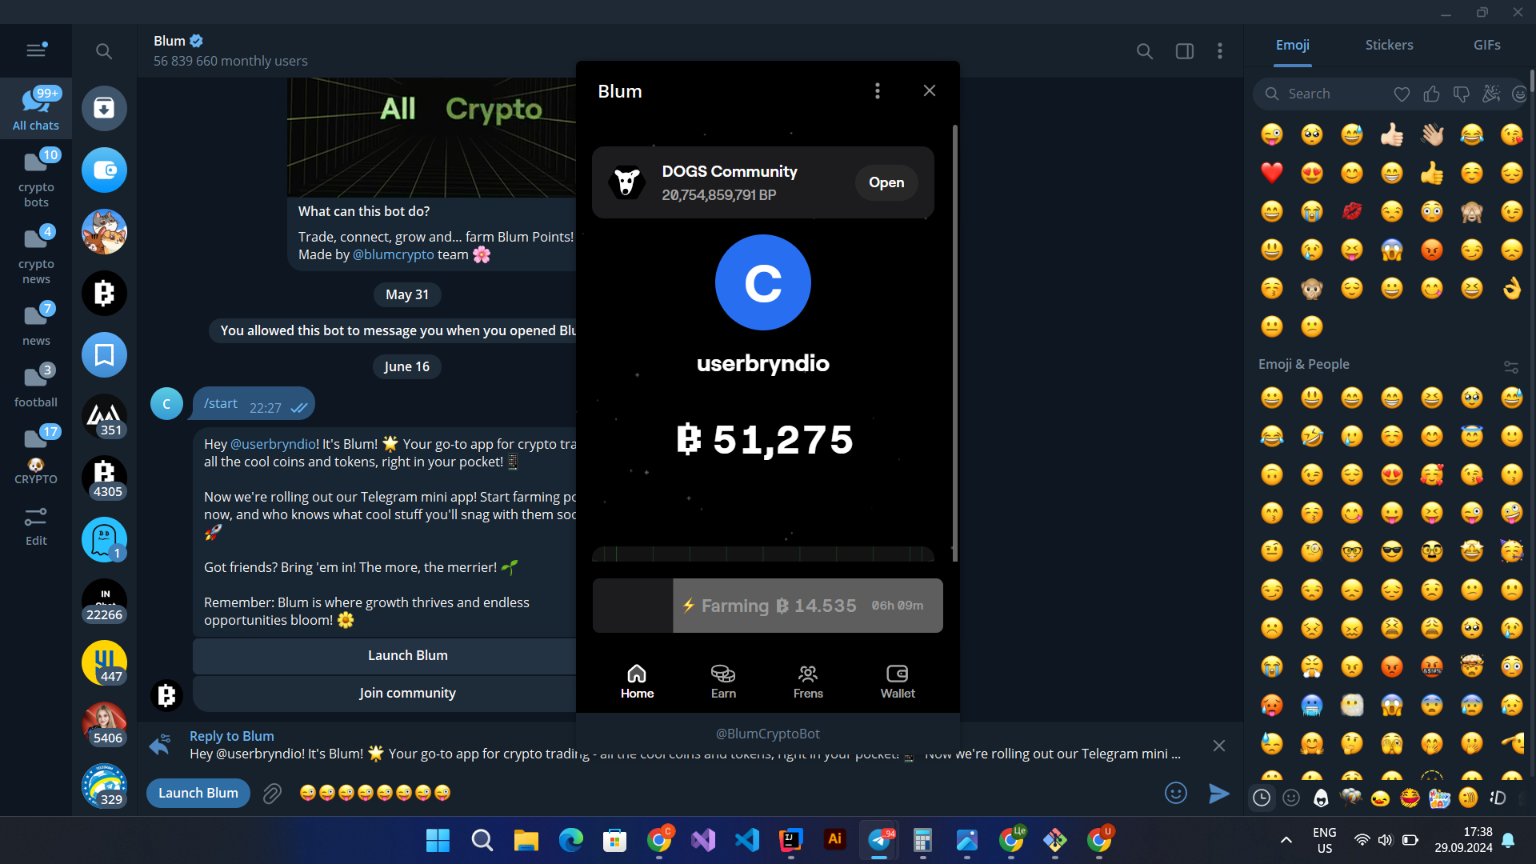 Blum
56 839 660 monthly users
99+
All chats
10
crypto
bots
4
crypto
news
7
news
3
football
17
CRYPTO
Edit
351
4305
1
IN
22266
447
5406
329
All Crypto
What can this bot do?
Trade, connect, grow and... farm Blum Points!
Made by @blumcrypto team 🌸
May 31
You allowed this bot to message you when you opened Blu
June 16
C
/start 22:27
Hey @userbryndio! It's Blum! 🌟 Your go-to app for crypto tra
all the cool coins and tokens, right in your pocket! 📱
Now we're rolling out our Telegram mini app! Start farming po
now, and who knows what cool stuff you'll snag with them soo
🚀
Got friends? Bring 'em in! The more, the merrier! 🌱
Remember: Blum is where growth thrives and endless
opportunities bloom! 🌼
Launch Blum
Join community
Reply to Blum
Hey @userbryndio! It's Blum! 🌟 Your go-to app for crypto trading - all the cool coins and tokens, right in your pocket! 📱 Now we're rolling out our Telegram mini ...
Launch Blum
😜😜😜😜😜😜😜😜
Blum
DOGS Community
20,754,859,791 BP
Open
C
userbryndio
51,275
⚡ Farming 14.535 06h 09m
Home
Earn
Frens
Wallet
@BlumCryptoBot
Emoji
Stickers
GIFs
Search
Emoji & People
:D
C
Ai
94
Це
U
ENG
US
17:38
29.09.2024